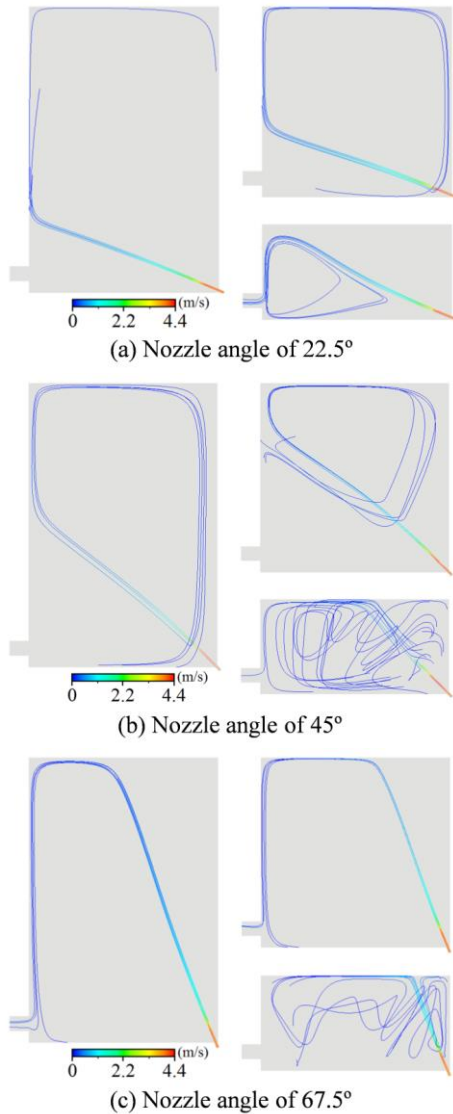 (m/s)
0 2.2 4.4
(a) Nozzle angle of 22.5º
(m/s)
0 2.2 4.4
(b) Nozzle angle of 45º
(m/s)
0 2.2 4.4
(c) Nozzle angle of 67.5º